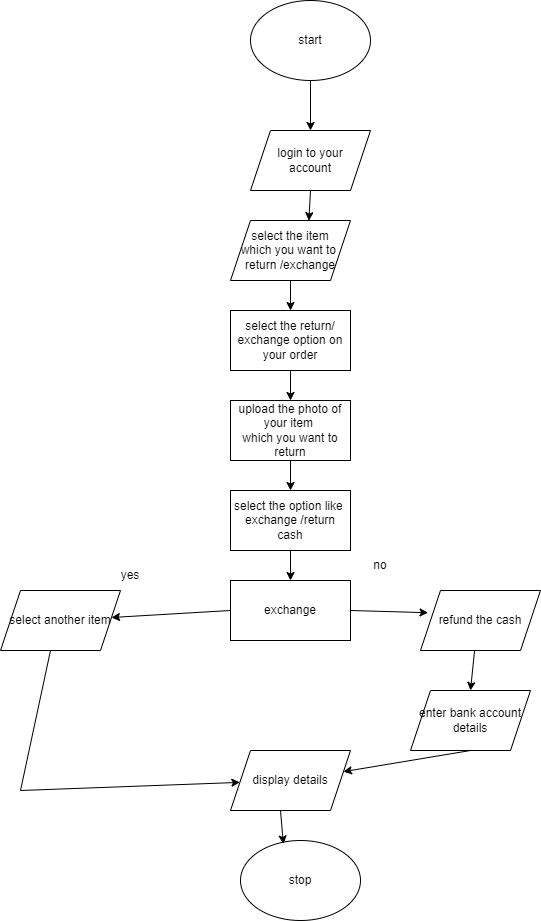 start
login to your
account
select the item
which you want to
return /exchange
select the return/
exchange option on
your order
upload the photo of
your item
which you want to
return
select the option like
exchange /return
cash
yes
no
exchange
select another item
refund the cash
enter bank account
details
display details
stop